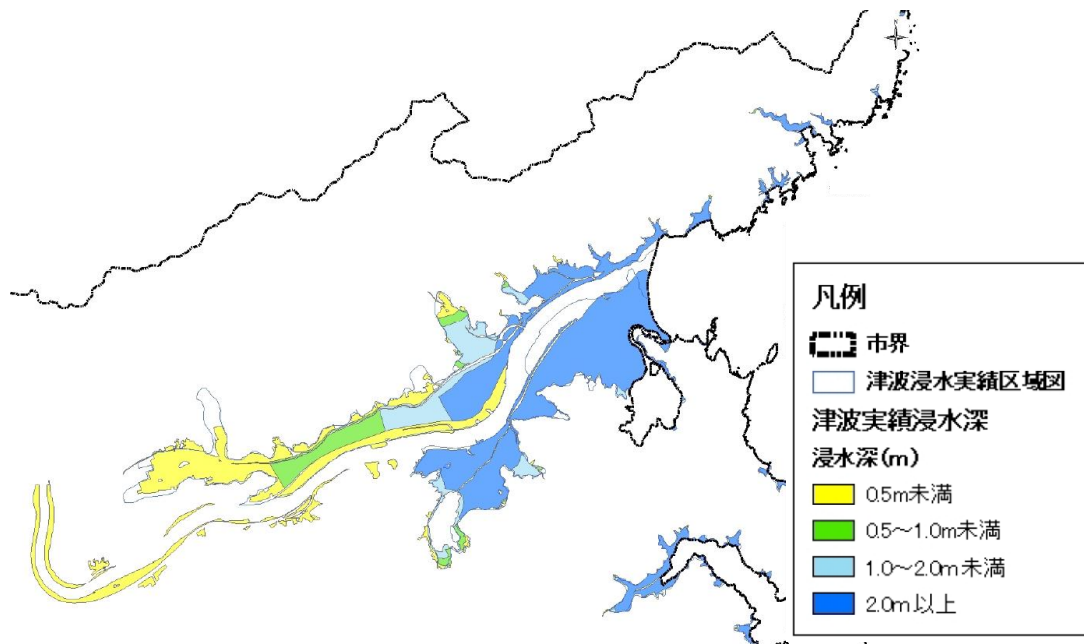 凡例
市界
津波浸水実績区域図
津波実績浸水深
浸水深(m)
0.5m未満
0.5～1.0m未満
1.0～2.0m未満
2.0m以上